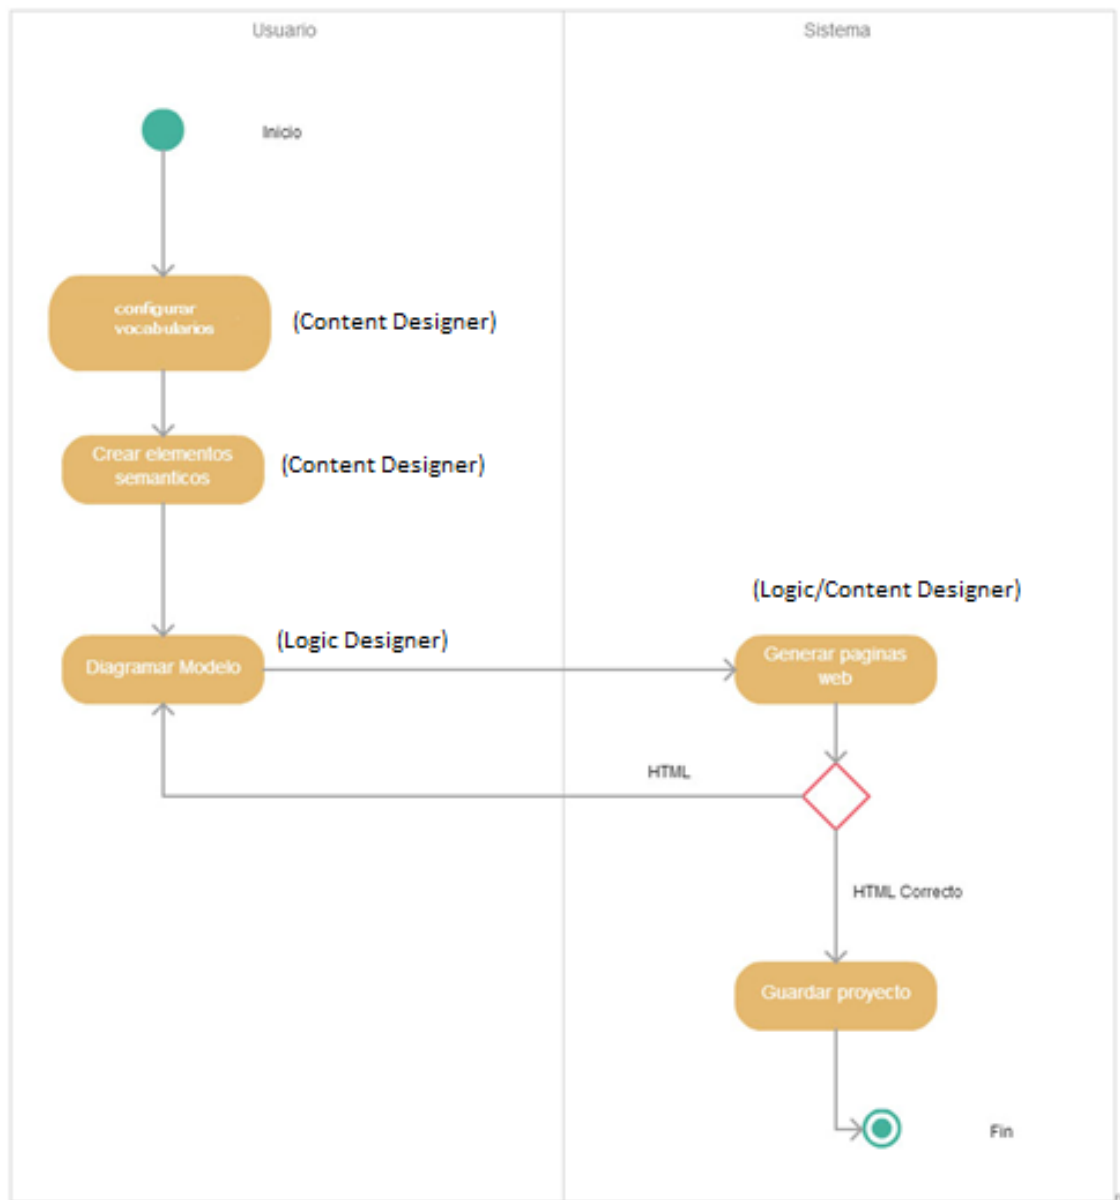 Usuario
Sistema
Inicio
configurar
vocabularios
(Content Designer)
Crear elementos
semanticos
(Content Designer)
(Logic/Content Designer)
Diagramar Modelo
(Logic Designer)
Generar paginas
web
HTML
HTML Correcto
Guardar proyecto
Fin